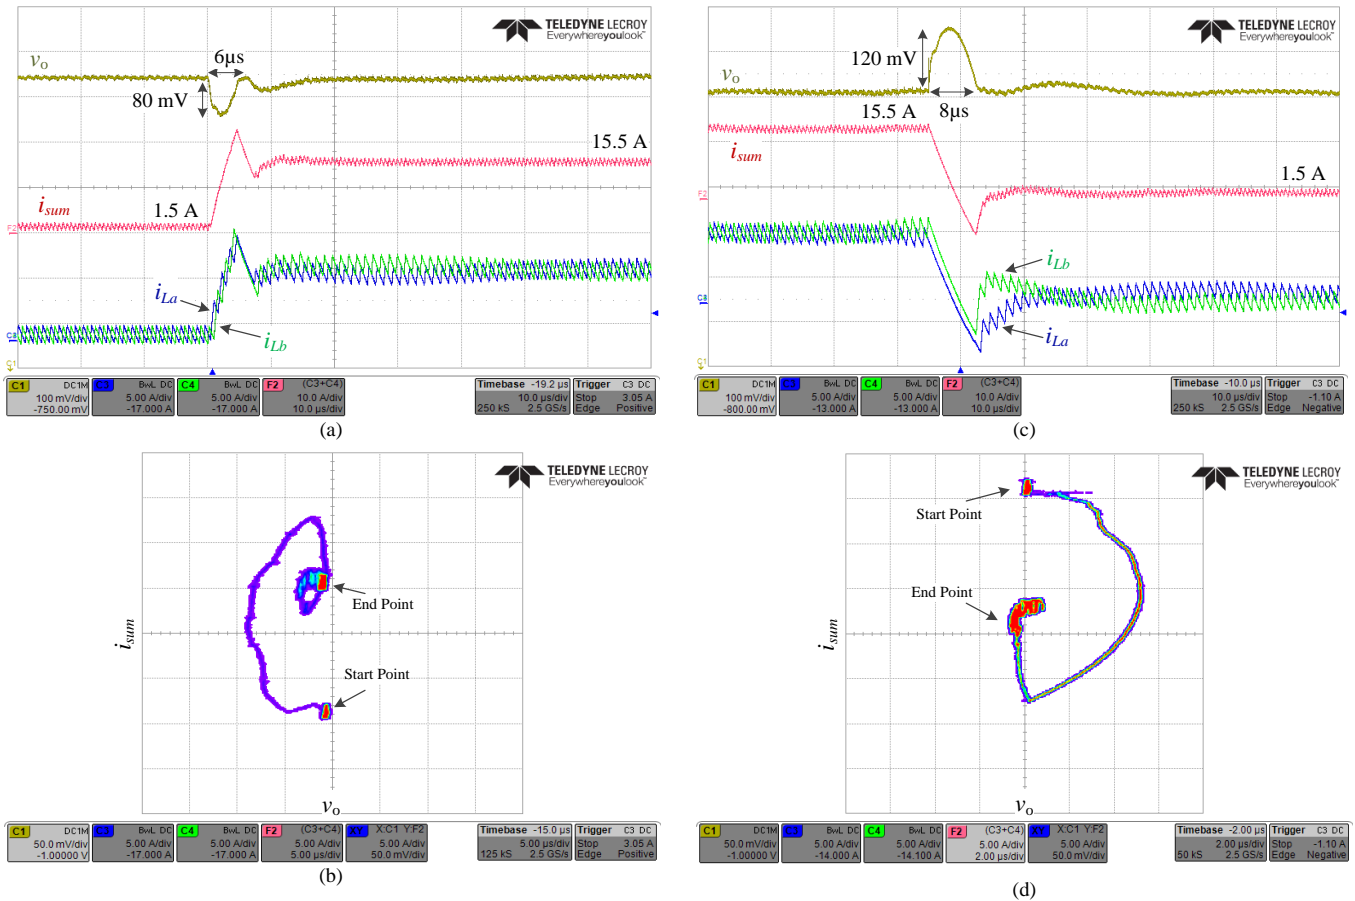 TELEDYNE LECROY
Everywhereyoulook™
vo
6µs
80 mV
15.5 A
isum
1.5 A
F2
iLa
iLb
C3
C1
C1 DC1M
100 mV/div
-750.00 mV
C3 BwL DC
5.00 A/div
-17.000 A
C4 BwL DC
5.00 A/div
-17.000 A
F2 (C3+C4)
10.0 A/div
10.0 µs/div
Timebase -19.2 µs
10.0 µs/div
250 kS 2.5 GS/s
Trigger C3 DC
Stop 3.05 A
Edge Positive
(a)
TELEDYNE LECROY
Everywhereyoulook™
vo
120 mV
8µs
15.5 A
isum
1.5 A
F2
iLb
iLa
C3
C1
C1 DC1M
100 mV/div
-800.00 mV
C3 BwL DC
5.00 A/div
-13.000 A
C4 BwL DC
5.00 A/div
-13.000 A
F2 (C3+C4)
10.0 A/div
10.0 µs/div
Timebase -10.0 µs
10.0 µs/div
250 kS 2.5 GS/s
Trigger C3 DC
Stop -1.10 A
Edge Negative
(c)
TELEDYNE LECROY
Everywhereyoulook™
End Point
Start Point
isum
vo
C1 DC1M
50.0 mV/div
-1.00000 V
C3 BwL DC
5.00 A/div
-17.000 A
C4 BwL DC
5.00 A/div
-17.000 A
F2 (C3+C4)
5.00 A/div
5.00 µs/div
XY X:C1 Y:F2
5.00 A/div
50.0 mV/div
Timebase -15.0 µs
5.00 µs/div
125 kS 2.5 GS/s
Trigger C3 DC
Stop 3.05 A
Edge Positive
(b)
TELEDYNE LECROY
Everywhereyoulook™
Start Point
End Point
isum
vo
C1 DC1M
50.0 mV/div
-1.00000 V
C3 BwL DC
5.00 A/div
-14.000 A
C4 BwL DC
5.00 A/div
-14.100 A
F2 (C3+C4)
5.00 A/div
2.00 µs/div
XY X:C1 Y:F2
5.00 A/div
50.0 mV/div
Timebase -2.00 µs
2.00 µs/div
50 kS 2.5 GS/s
Trigger C3 DC
Stop -1.10 A
Edge Negative
(d)